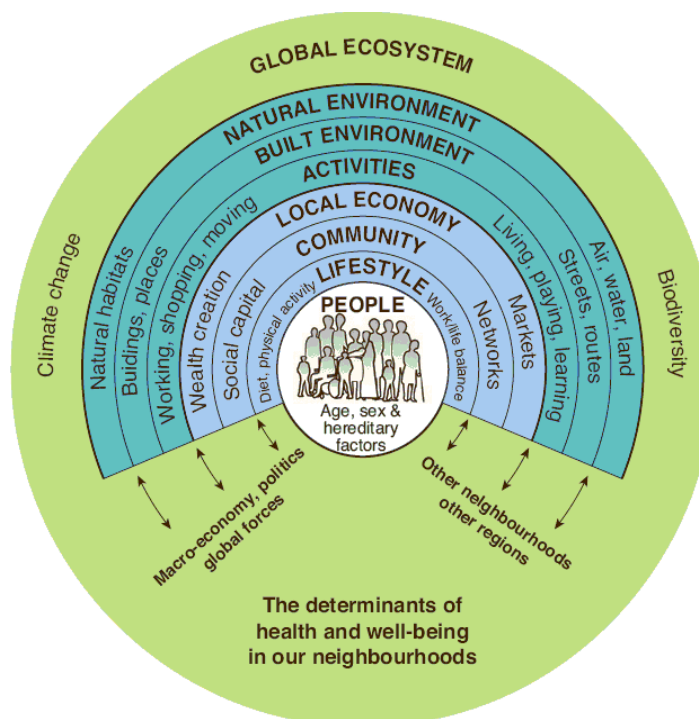 GLOBAL ECOSYSTEM
NATURAL ENVIRONMENT
BUILT ENVIRONMENT
ACTIVITIES
LOCAL ECONOMY
COMMUNITY
LIFESTYLE
PEOPLE
Age, sex &
hereditary
factors
Climate change
Natural habitats
Buidings, places
Working, shopping, moving
Wealth creation
Social capital
Diet, physical activity
Work/life balance
Networks
Markets
Living, playing, learning
Streets, routes
Air, water, land
Biodiversity
Macro-economy, politics
global forces
Other neighbourhoods
other regions
The determinants of
health and well-being
in our neighbourhoods